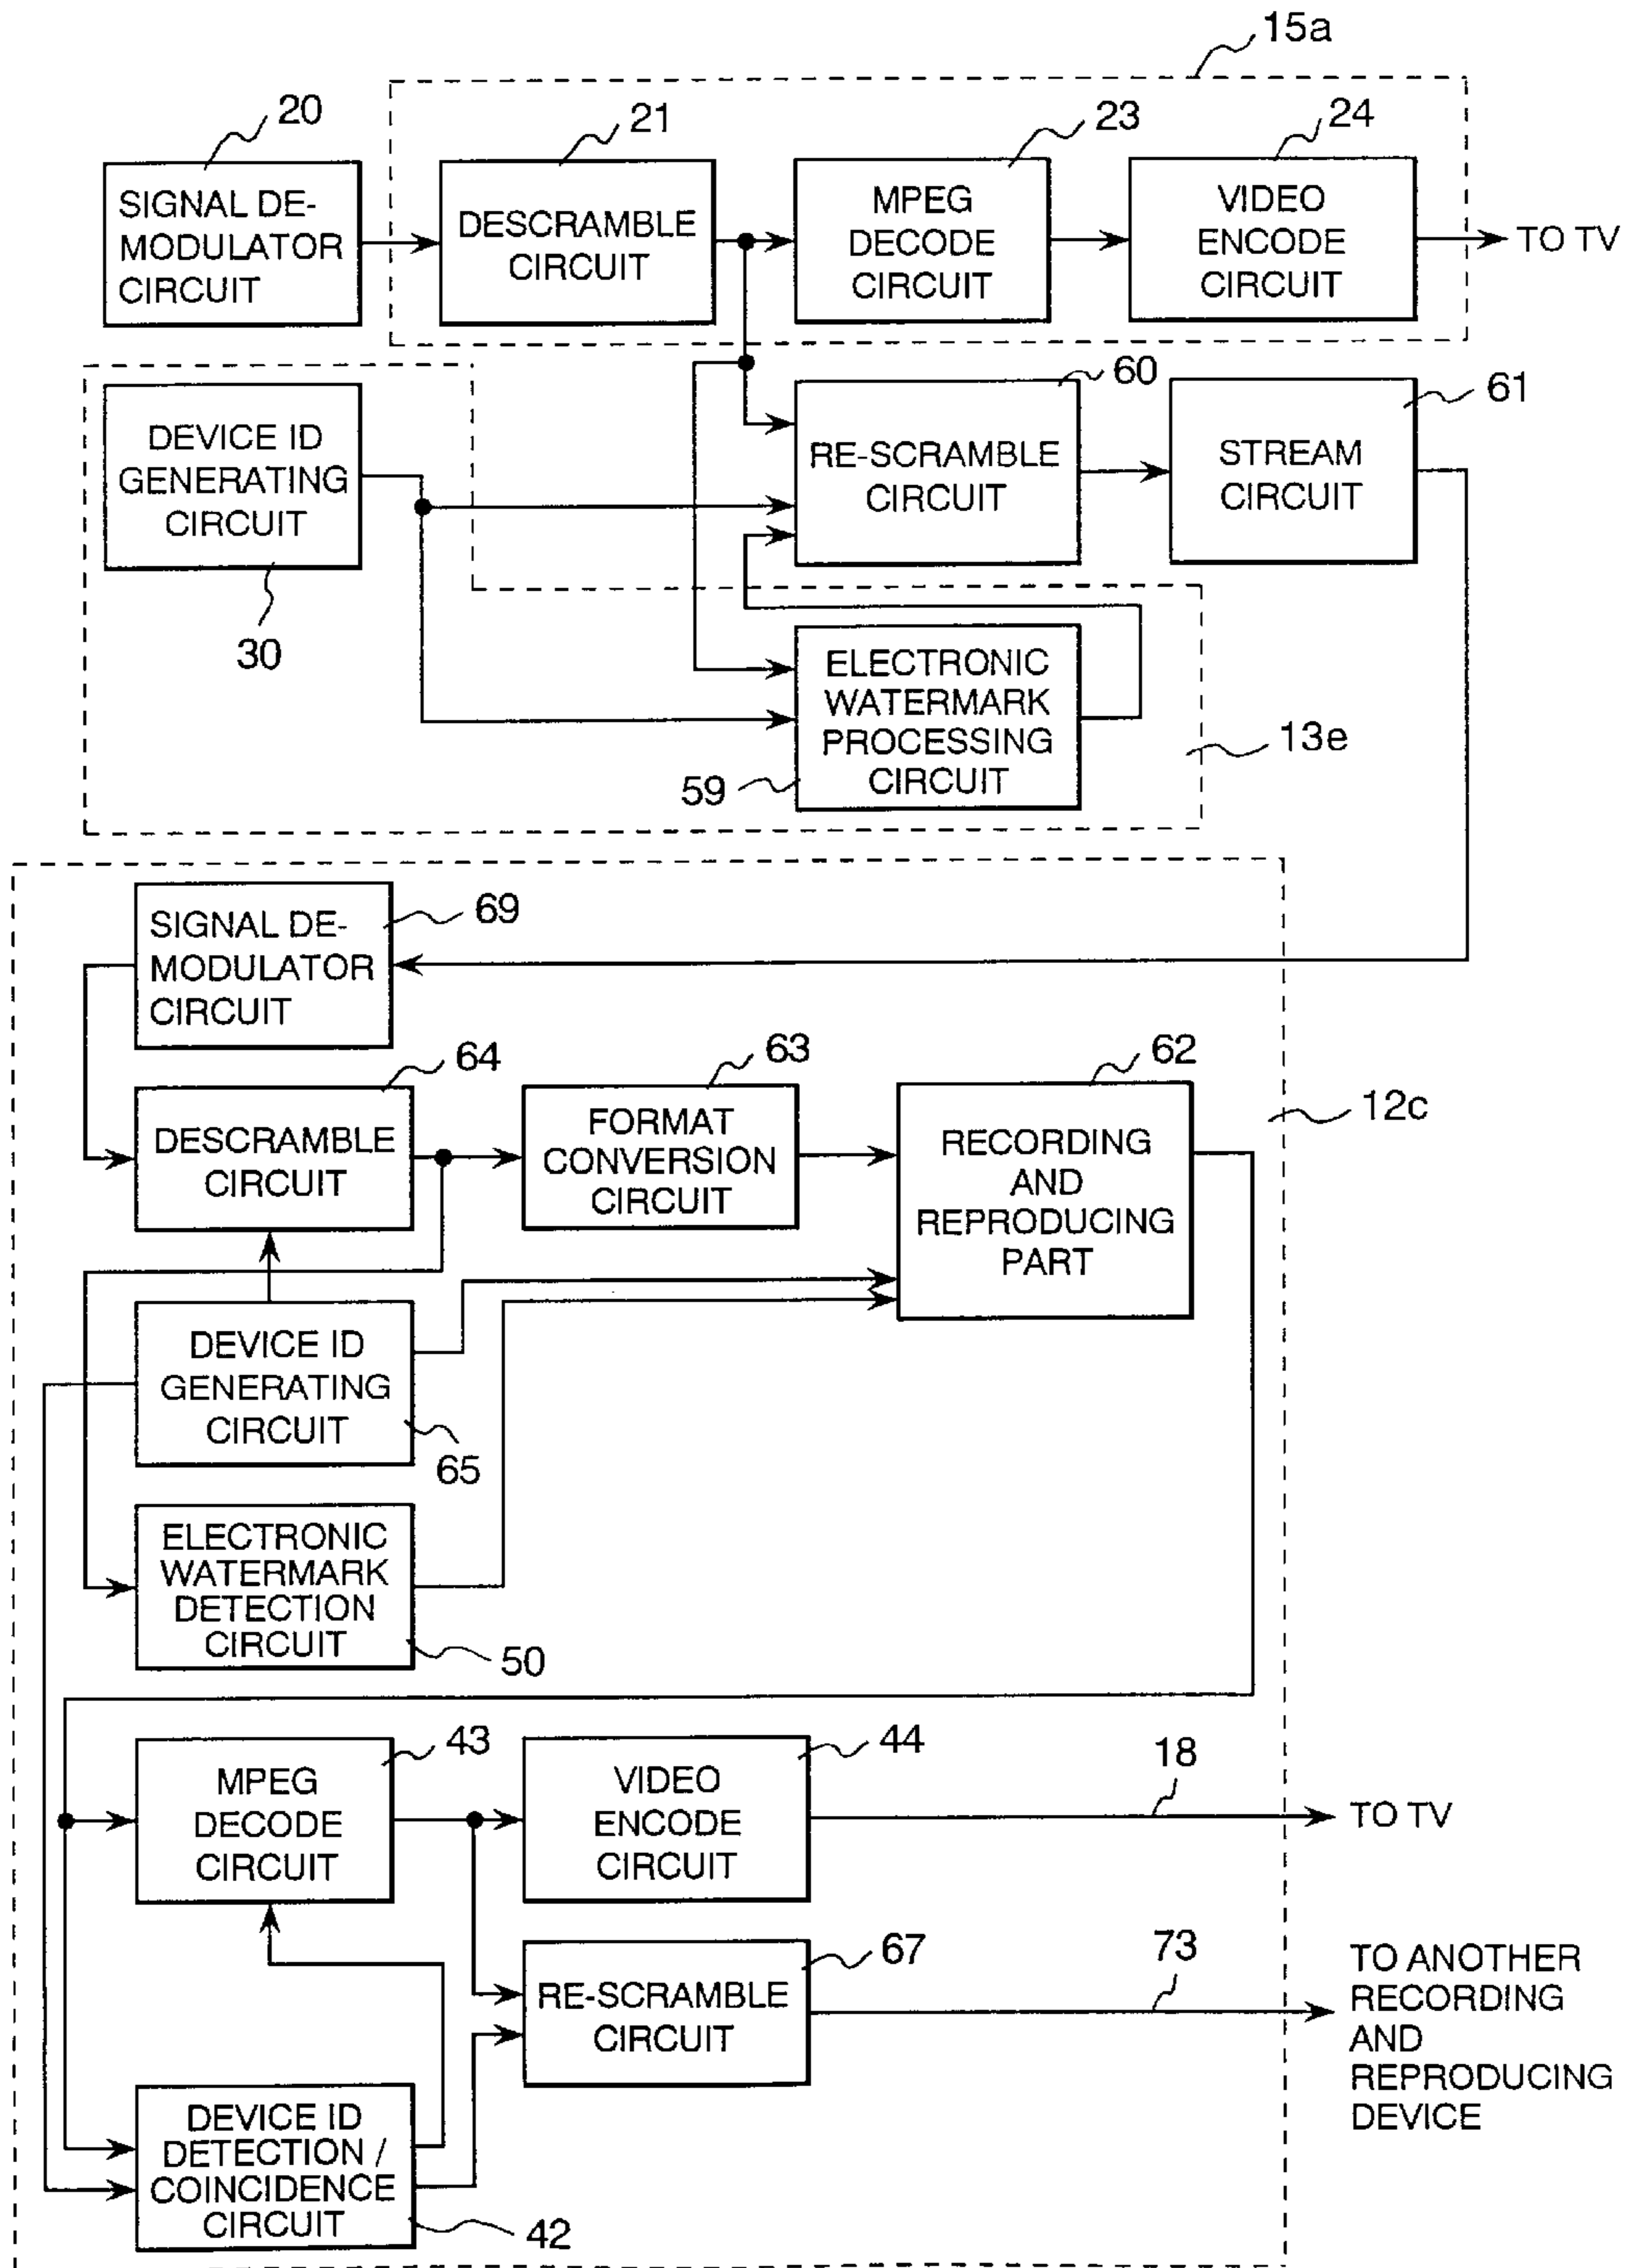 15a
20
21
23
24
SIGNAL DE-
MODULATOR
CIRCUIT
DESCRAMBLE
CIRCUIT
MPEG
DECODE
CIRCUIT
VIDEO
ENCODE
CIRCUIT
TO TV
60
61
DEVICE ID
GENERATING
CIRCUIT
30
RE-SCRAMBLE
CIRCUIT
STREAM
CIRCUIT
ELECTRONIC
WATERMARK
PROCESSING
CIRCUIT
59
13e
SIGNAL DE-
MODULATOR
CIRCUIT
69
64
63
62
12c
DESCRAMBLE
CIRCUIT
FORMAT
CONVERSION
CIRCUIT
RECORDING
AND
REPRODUCING
PART
DEVICE ID
GENERATING
CIRCUIT
65
ELECTRONIC
WATERMARK
DETECTION
CIRCUIT
50
43
44
18
MPEG
DECODE
CIRCUIT
VIDEO
ENCODE
CIRCUIT
TO TV
67
73
RE-SCRAMBLE
CIRCUIT
TO ANOTHER
RECORDING
AND
REPRODUCING
DEVICE
DEVICE ID
DETECTION /
COINCIDENCE
CIRCUIT
42